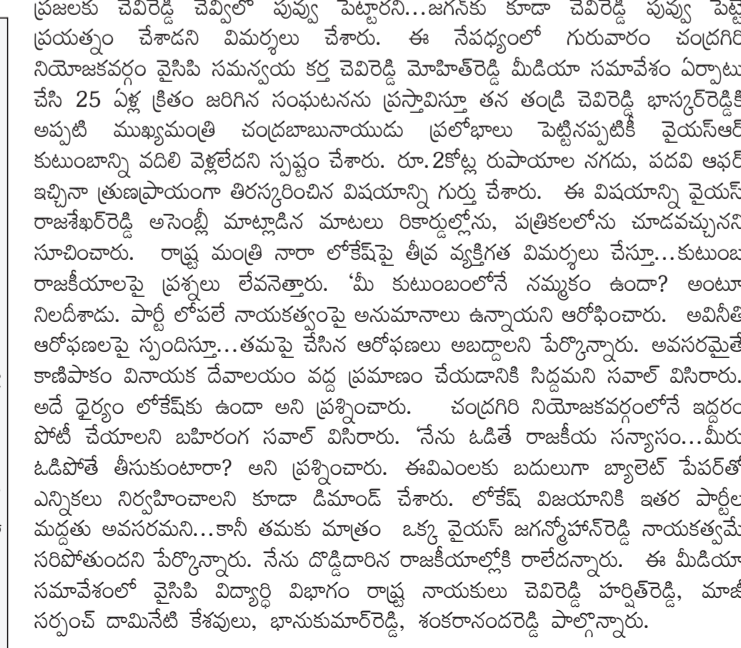 ప్రజలకు చెవిరెడ్డి చెవ్విలో పువ్వు పెట్టారని...జగన్‌కు కూడా చెవిరెడ్డి పువ్వు పెట్టే
ప్రయత్నం చేశాడని విమర్శలు చేశారు. ఈ నేపధ్యంలో గురువారం చంద్రగిరి
నియోజకవర్గం వైసిపి సమన్వయ కర్త చెవిరెడ్డి మోహిత్‌రెడ్డి మీడియా సమావేశం ఏర్పాటు
చేసి 25 ఏళ్ల క్రితం జరిగిన సంఘటనను ప్రస్తావిస్తూ తన తండ్రి చెవిరెడ్డి భాస్కర్‌రెడ్డికి
అప్పటి ముఖ్యమంత్రి చంద్రబాబునాయుడు ప్రలోభాలు పెట్టినప్పటికీ వైయస్ఆర్
కుటుంబాన్ని వదిలి వెళ్లలేదని స్పష్టం చేశారు. రూ.2కోట్ల రుపాయాల నగదు, పదవి ఆఫర్
ఇచ్చినా త్రుణప్రాయంగా తిరస్కరించిన విషయాన్ని గుర్తు చేశారు. ఈ విషయాన్ని వైయస్
రాజశేఖర్‌రెడ్డి అసెంబ్లీ మాట్లాడిన మాటలు రికార్డుల్లోను, పత్రికలలోను చూడవచ్చునని
సూచించారు. రాష్ట్ర మంత్రి నారా లోకేష్‌పై తీవ్ర వ్యక్తిగత విమర్శలు చేస్తూ...కుటుంబ
రాజకీయాలపై ప్రశ్నలు లేవనెత్తారు. ‘మీ కుటుంబంలోనే నమ్మకం ఉందా? అంటూ
నిలదీశాడు. పార్టీ లోపలే నాయకత్వంపై అనుమానాలు ఉన్నాయని ఆరోపించారు. అవినీతి
ఆరోఫణలపై స్పందిస్తూ...తమపై చేసిన ఆరోఫణలు అబద్దాలని పేర్కొన్నారు. అవసరమైతే
కాణిపాకం వినాయక దేవాలయం వద్ద ప్రమాణం చేయడానికి సిద్దమని సవాల్ విసిరారు.
అదే ధైర్యం లోకేష్‌కు ఉందా అని ప్రశ్నించారు. చంద్రగిరి నియోజకవర్గంలోనే ఇద్దరం
పోటీ చేయాలని బహిరంగ సవాల్ విసిరారు. ‘నేను ఓడితే రాజకీయ సన్యాసం...మీరు
ఓడిపోతే తీసుకుంటారా? అని ప్రశ్నించారు. ఈవిఎంలకు బదులుగా బ్యాలెట్ పేపర్‌తో
ఎన్నికలు నిర్వహించాలని కూడా డిమాండ్ చేశారు. లోకేష్ విజయానికి ఇతర పార్టీల
మద్దతు అవసరమని...కానీ తమకు మాత్రం ఒక్క వైయస్ జగన్మోహన్‌రెడ్డి నాయకత్వమే
సరిపోతుందని పేర్కొన్నారు. నేను దొడ్డిదారిన రాజకీయాల్లోకి రాలేదన్నారు. ఈ మీడియా
సమావేశంలో వైసిపి విద్యార్థి విభాగం రాష్ట్ర నాయకులు చెవిరెడ్డి హర్షిత్‌రెడ్డి, మాజీ
సర్పంచ్ దామినేటి కేశవులు, భానుకుమార్‌రెడ్డి, శంకరానందరెడ్డి పాల్గొన్నారు.